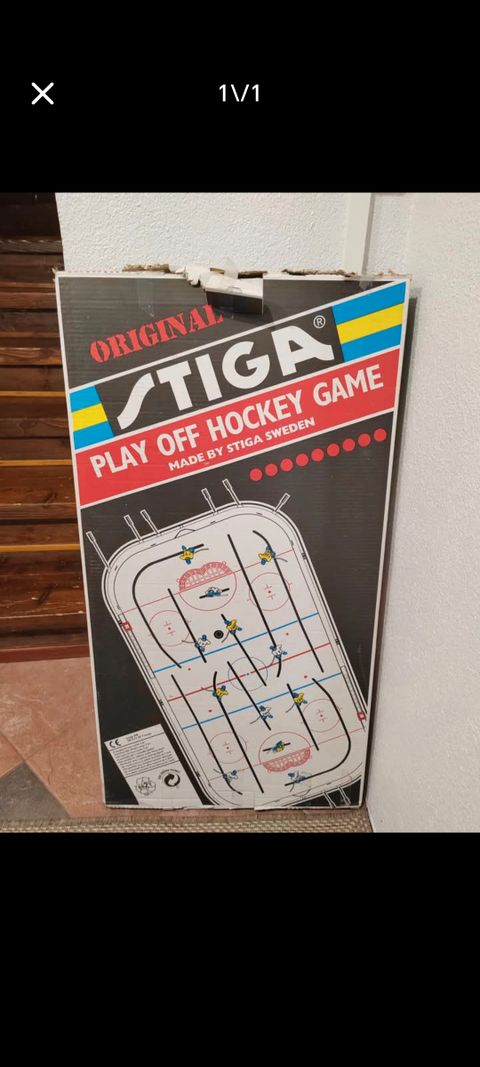 1\/1
ORIGINAL
STIGA®
PLAY OFF HOCKEY GAME
MADE BY STIGA SWEDEN
CE